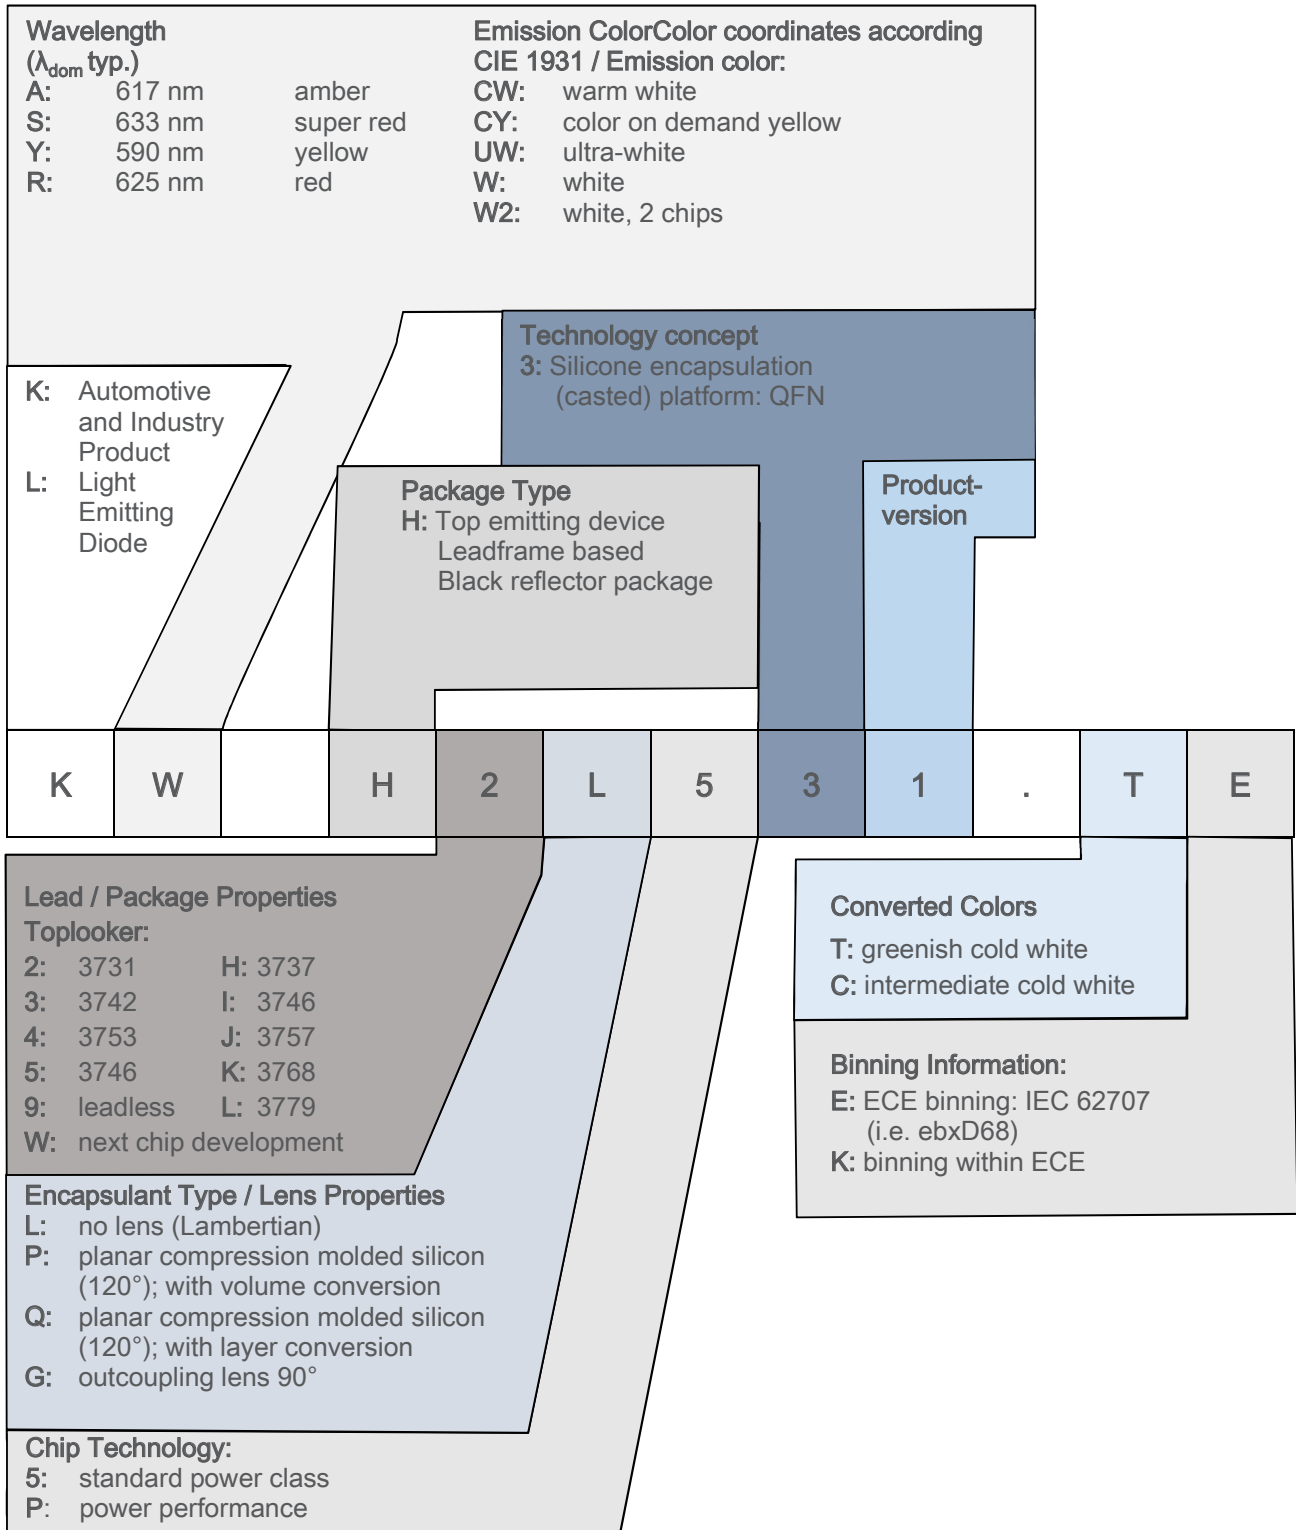 Wavelength
(λdom typ.)
A: 617 nm amber
S: 633 nm super red
Y: 590 nm yellow
R: 625 nm red
Emission ColorColor coordinates according
CIE 1931 / Emission color:
CW: warm white
CY: color on demand yellow
UW: ultra-white
W: white
W2: white, 2 chips
K: Automotive
and Industry
Product
L: Light
Emitting
Diode
Technology concept
3: Silicone encapsulation
(casted) platform: QFN
Package Type
H: Top emitting device
Leadframe based
Black reflector package
Product-
version
K W H 2 L 5 3 1 . T E
Lead / Package Properties
Toplooker:
2: 3731 H: 3737
3: 3742 I: 3746
4: 3753 J: 3757
5: 3746 K: 3768
9: leadless L: 3779
W: next chip development
Encapsulant Type / Lens Properties
L: no lens (Lambertian)
P: planar compression molded silicon
(120°); with volume conversion
Q: planar compression molded silicon
(120°); with layer conversion
G: outcoupling lens 90°
Chip Technology:
5: standard power class
P: power performance
Converted Colors
T: greenish cold white
C: intermediate cold white
Binning Information:
E: ECE binning: IEC 62707
(i.e. ebxD68)
K: binning within ECE